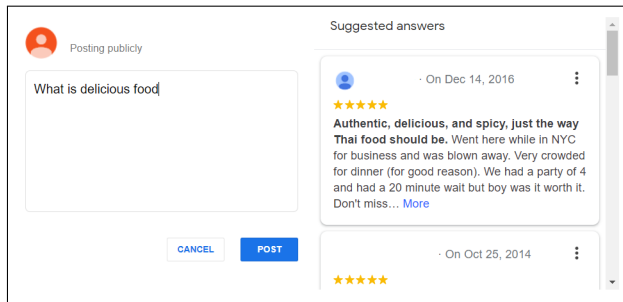 Posting publicly
What is delicious food
CANCEL
POST
Suggested answers
· On Dec 14, 2016
Authentic, delicious, and spicy, just the way
Thai food should be. Went here while in NYC
for business and was blown away. Very crowded
for dinner (for good reason). We had a party of 4
and had a 20 minute wait but boy was it worth it.
Don't miss… More
· On Oct 25, 2014